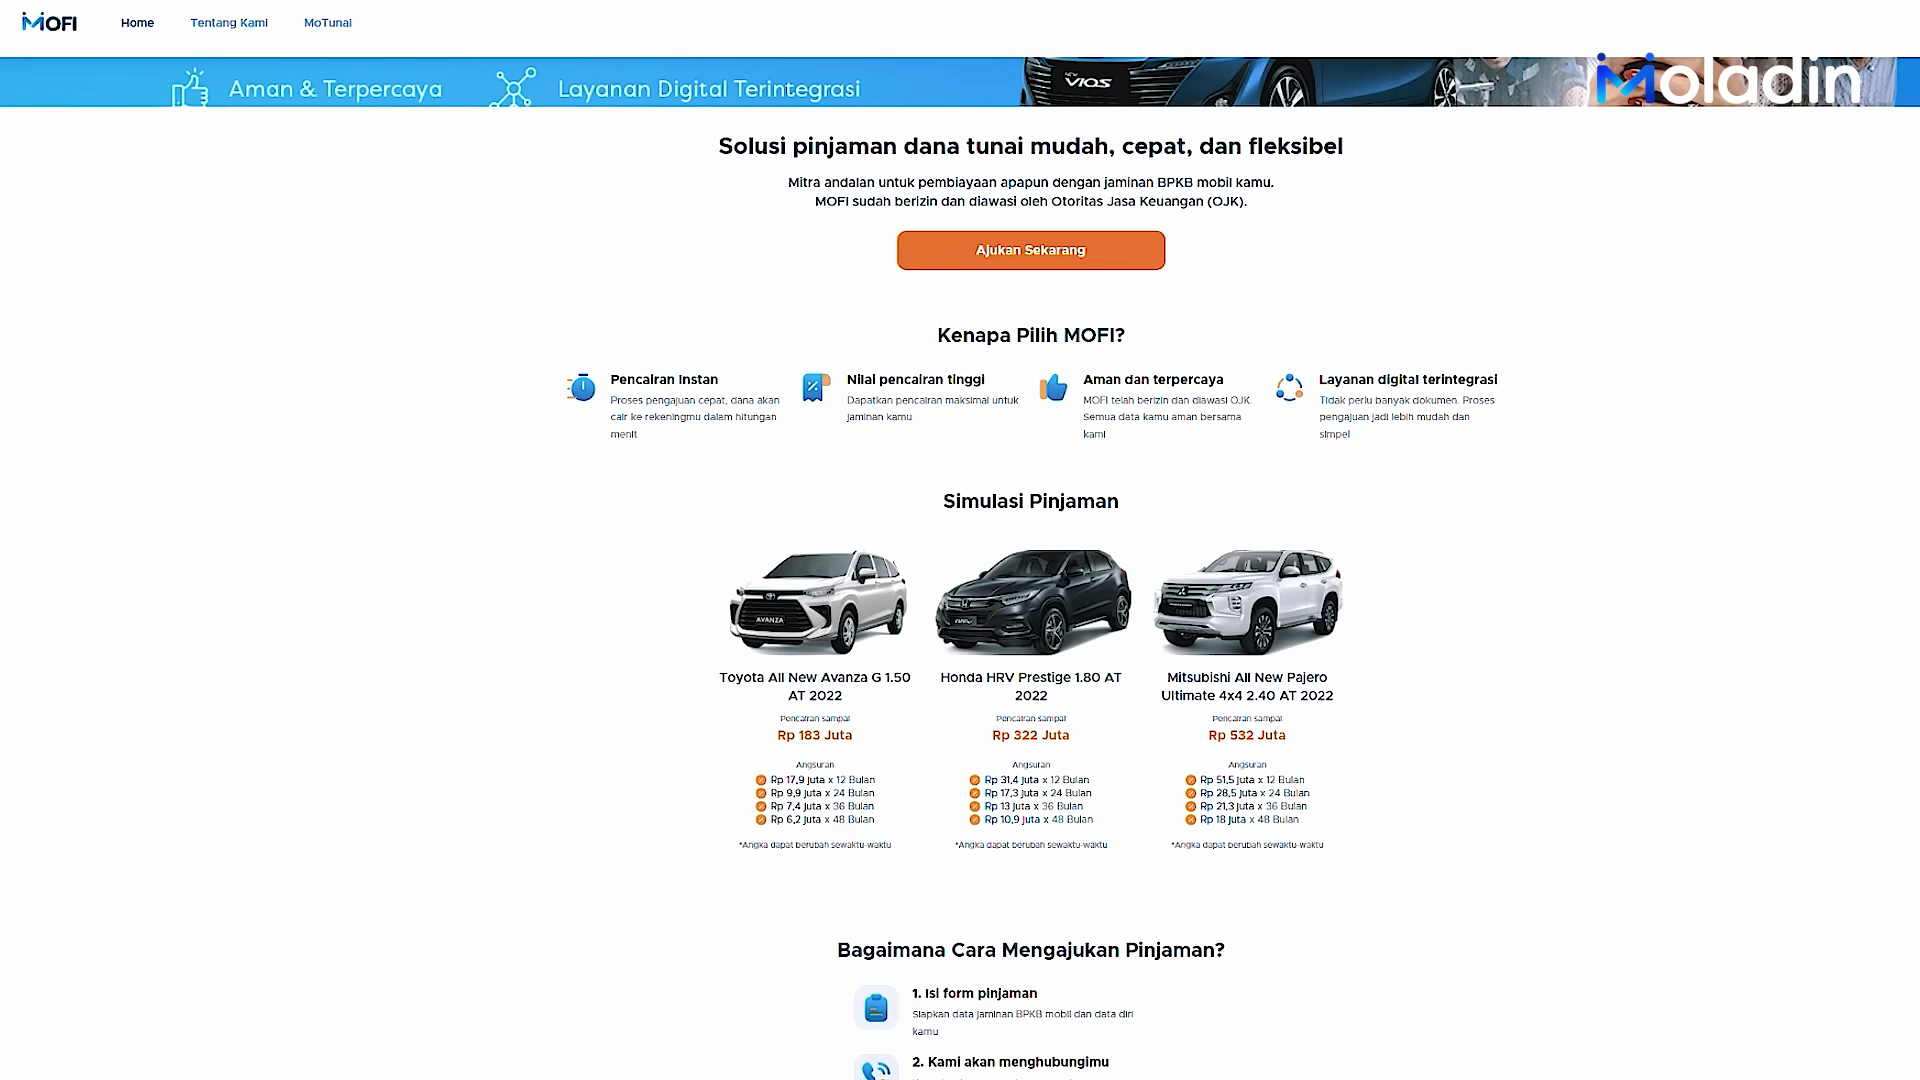 MOFI
Home
Tentang Kami
MoTunai
Aman & Terpercaya
Layanan Digital Terintegrasi
VIOS
Moladin
Solusi pinjaman dana tunai mudah, cepat, dan fleksibel
Mitra andalan untuk pembiayaan apapun dengan jaminan BPKB mobil kamu.
MOFI sudah berizin dan diawasi oleh Otoritas Jasa Keuangan (OJK).
Ajukan Sekarang
Kenapa Pilih MOFI?
Pencairan Instan
Proses pengajuan cepat, dana akan
cair ke rekeningmu dalam hitungan
menit
Nilai pencairan tinggi
Dapatkan pencairan maksimal untuk
jaminan kamu
Aman dan terpercaya
MOFI telah berizin dan diawasi OJK.
Semua data kamu aman bersama
kami
Layanan digital terintegrasi
Tidak perlu banyak dokumen. Proses
pengajuan jadi lebih mudah dan
simpel
Simulasi Pinjaman
AVANZA
Toyota All New Avanza G 1.50
AT 2022
Pencairan sampai
Rp 183 Juta
Angsuran
Rp 17,9 juta x 12 Bulan
Rp 9,9 juta x 24 Bulan
Rp 7,4 juta x 36 Bulan
Rp 6,2 juta x 48 Bulan
*Angka dapat berubah sewaktu-waktu
Honda HRV Prestige 1.80 AT
2022
Pencairan sampai
Rp 322 Juta
Angsuran
Rp 31,4 juta x 12 Bulan
Rp 17,3 juta x 24 Bulan
Rp 13 juta x 36 Bulan
Rp 10,9 juta x 48 Bulan
*Angka dapat berubah sewaktu-waktu
Mitsubishi All New Pajero
Ultimate 4x4 2.40 AT 2022
Pencairan sampai
Rp 532 Juta
Angsuran
Rp 51,5 juta x 12 Bulan
Rp 28,5 juta x 24 Bulan
Rp 21,3 juta x 36 Bulan
Rp 18 juta x 48 Bulan
*Angka dapat berubah sewaktu-waktu
Bagaimana Cara Mengajukan Pinjaman?
1. Isi form pinjaman
Siapkan data jaminan BPKB mobil dan data diri
kamu
2. Kami akan menghubungimu